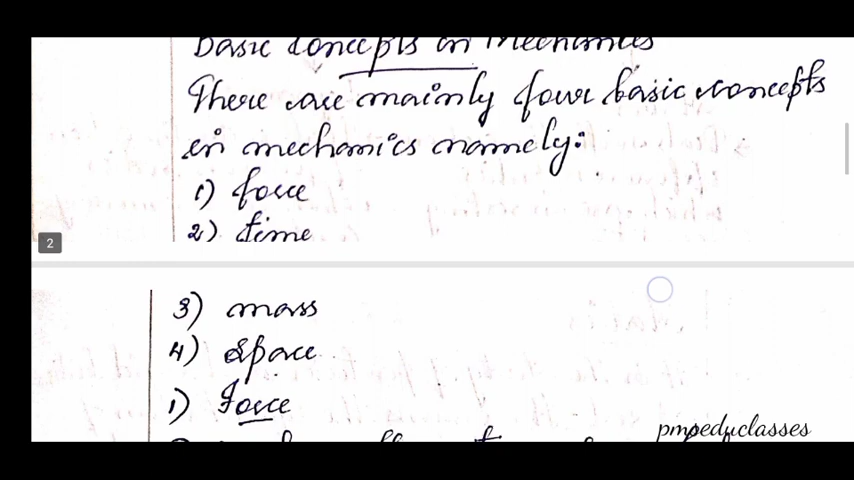 Basic concepts in mechanics
There are mainly four basic concepts
in mechanics namely:
1) force
2) time
2
3) mass
4) Space
1) Force
pmpeduclasses